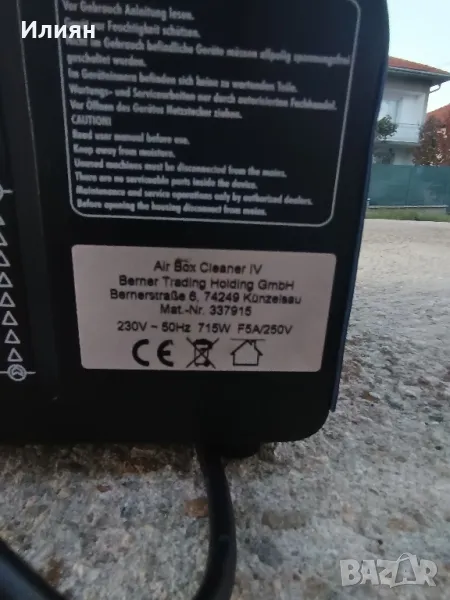 Илиян
Vor Gebrauch Anleitung lesen.
Gerät vor Feuchtigkeit schützen.
Nicht im Gebrauch befindliche Geräte müssen allpolig spannungsfrei
geschaltet werden.
Im Geräteinnern befinden sich keine zu wartenden Teile.
Wartungs- und Servicearbeiten nur durch autorisierten Fachhandel.
Vor Öffnen des Gerätes Netzstecker ziehen.
CAUTION!
Read user manual before use.
Keep away from moisture.
Unused machines must be disconnected from the mains.
There are no serviceable parts inside the device.
Maintenance and service operations only by authorized dealers.
Before opening the housing disconnect from mains.
Air Box Cleaner IV
Berner Trading Holding GmbH
Bernerstraße 6, 74249 Künzelsau
Mat.-Nr. 337915
230V ~ 50Hz 715W F5A/250V
CE
BAZAR